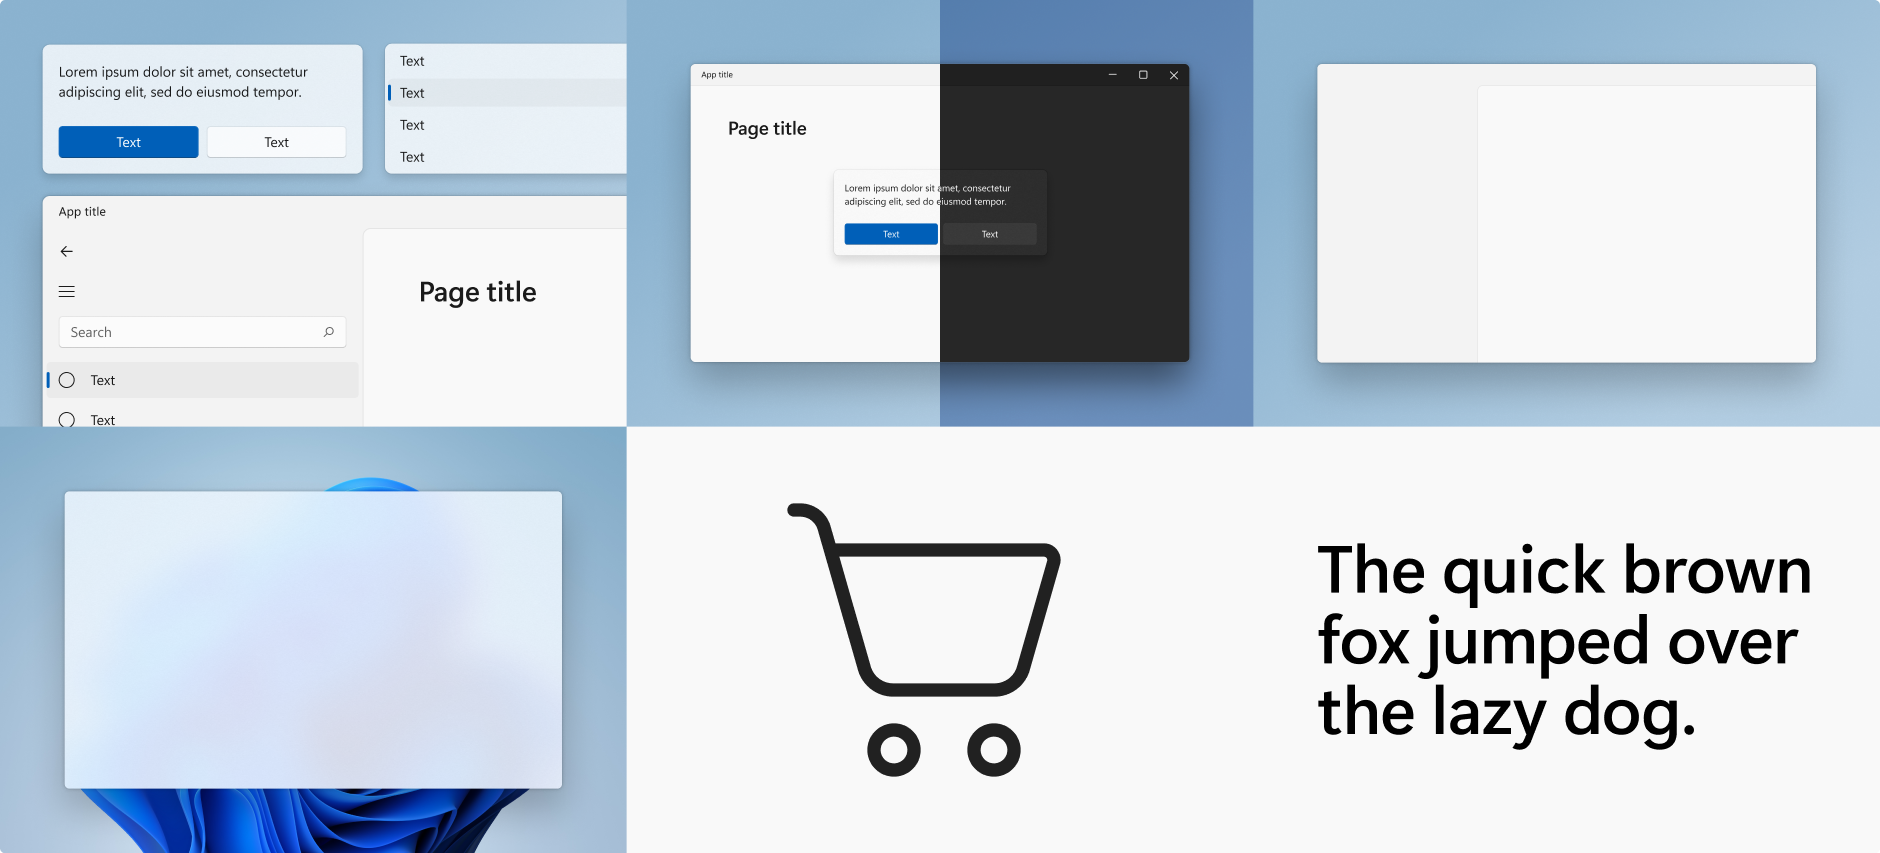 Lorem ipsum dolor sit amet, consectetur
adipiscing elit, sed do eiusmod tempor.
Text
Text
Text
Text
Text
Text
App title
Page title
Search
Text
Text
App title
Page title
Lorem ipsum dolor sit amet, consectetur
adipiscing elit, sed do eiusmod tempor.
Text
Text
The quick brown
fox jumped over
the lazy dog.